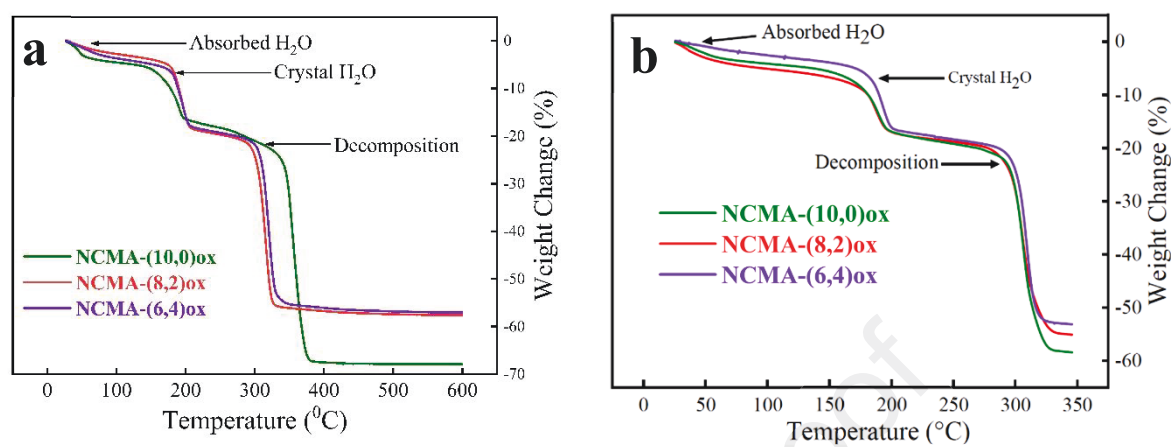 a
Absorbed H₂O
Crystal H₂O
Decomposition
NCMA-(10,0)ox
NCMA-(8,2)ox
NCMA-(6,4)ox
0
-10
-20
-30
-40
-50
-60
-70
Weight Change (%)
0 100 200 300 400 500 600
Temperature (⁰C)
b
Absorbed H₂O
Crystal H₂O
Decomposition
NCMA-(10,0)ox
NCMA-(8,2)ox
NCMA-(6,4)ox
0
-10
-20
-30
-40
-50
-60
Weight Change (%)
0 50 100 150 200 250 300 350
Temperature (°C)